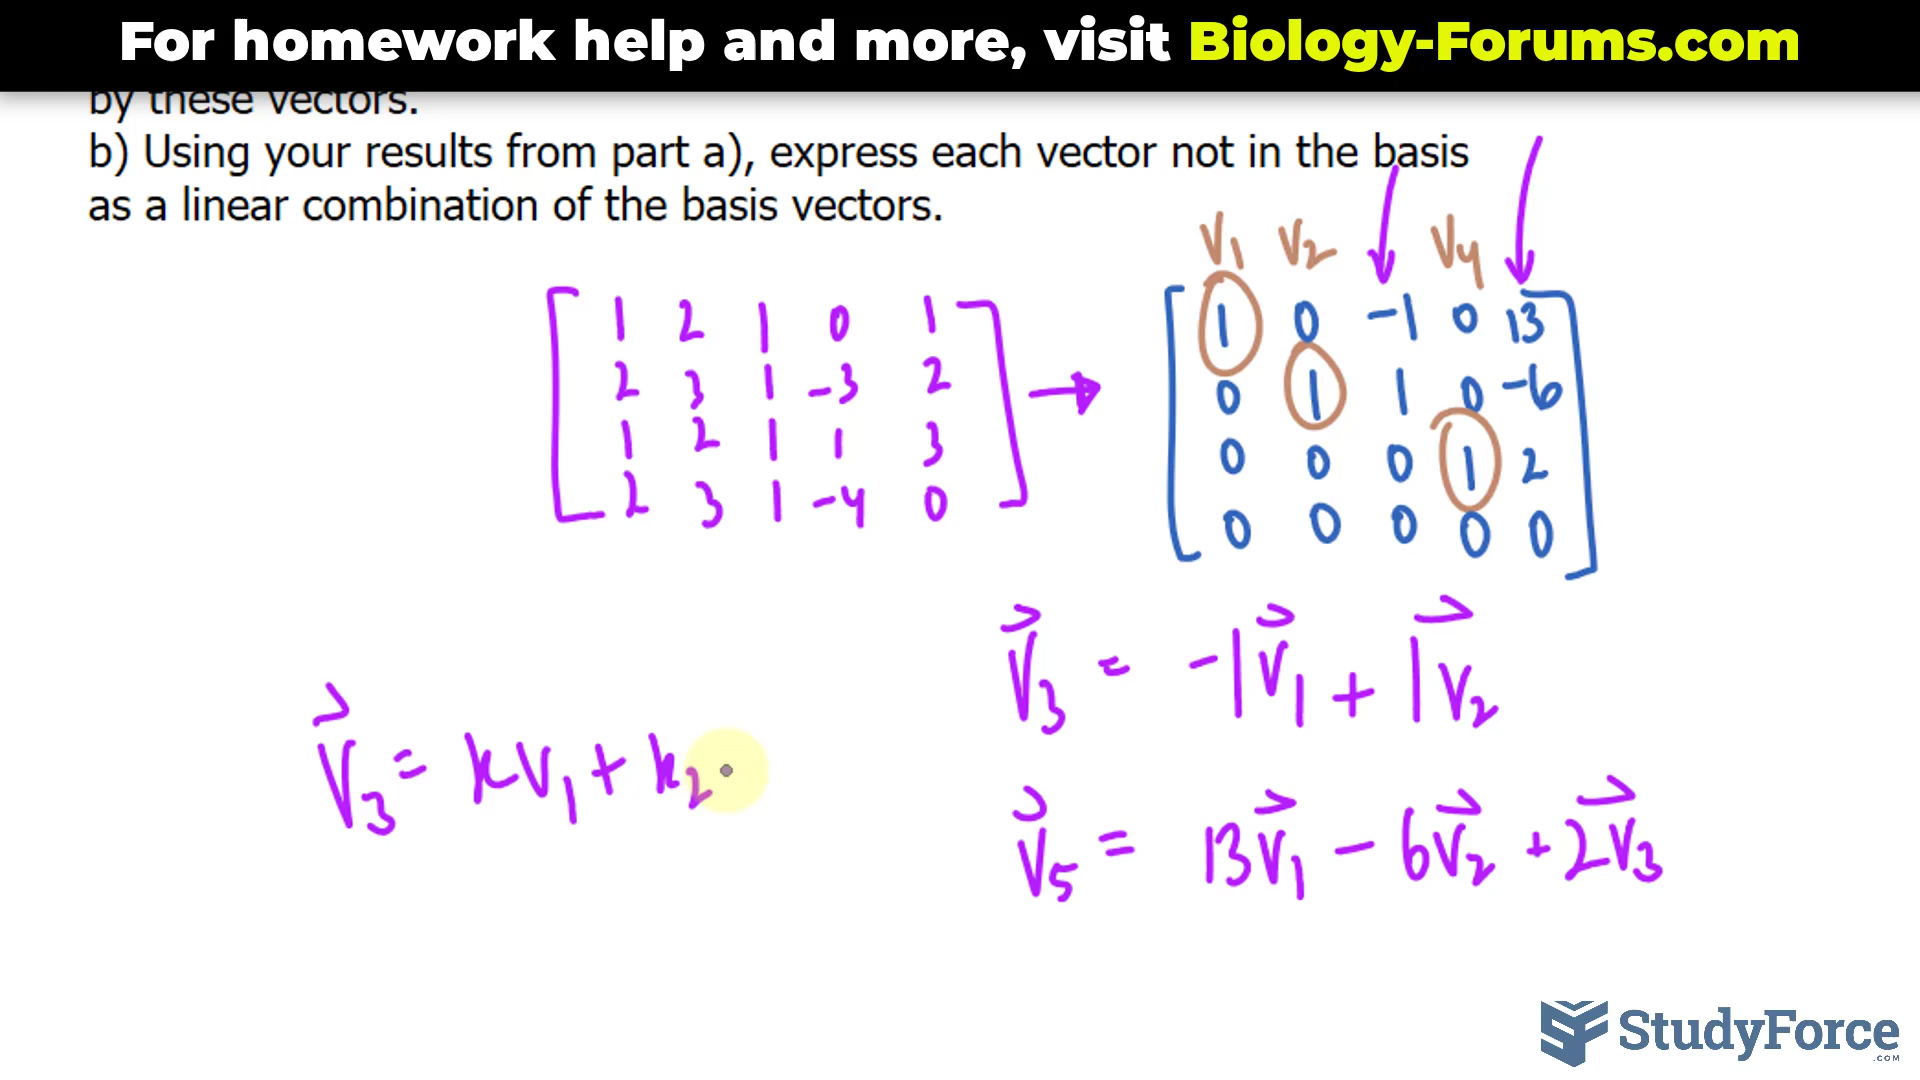 For homework help and more, visit Biology-Forums.com
by these vectors.
b) Using your results from part a), express each vector not in the basis
as a linear combination of the basis vectors.
V1 V2 V4
1 2 1 0 1
2 3 1 -3 2
1 2 1 1 3
2 3 1 -4 0
1 0 -1 0 13
0 1 1 0 -6
0 0 0 1 2
0 0 0 0 0
V3 = -1V1 + 1V2
V3 = kV1 + k2
V5 = 13V1 - 6V2 + 2V3
StudyForce
.COM